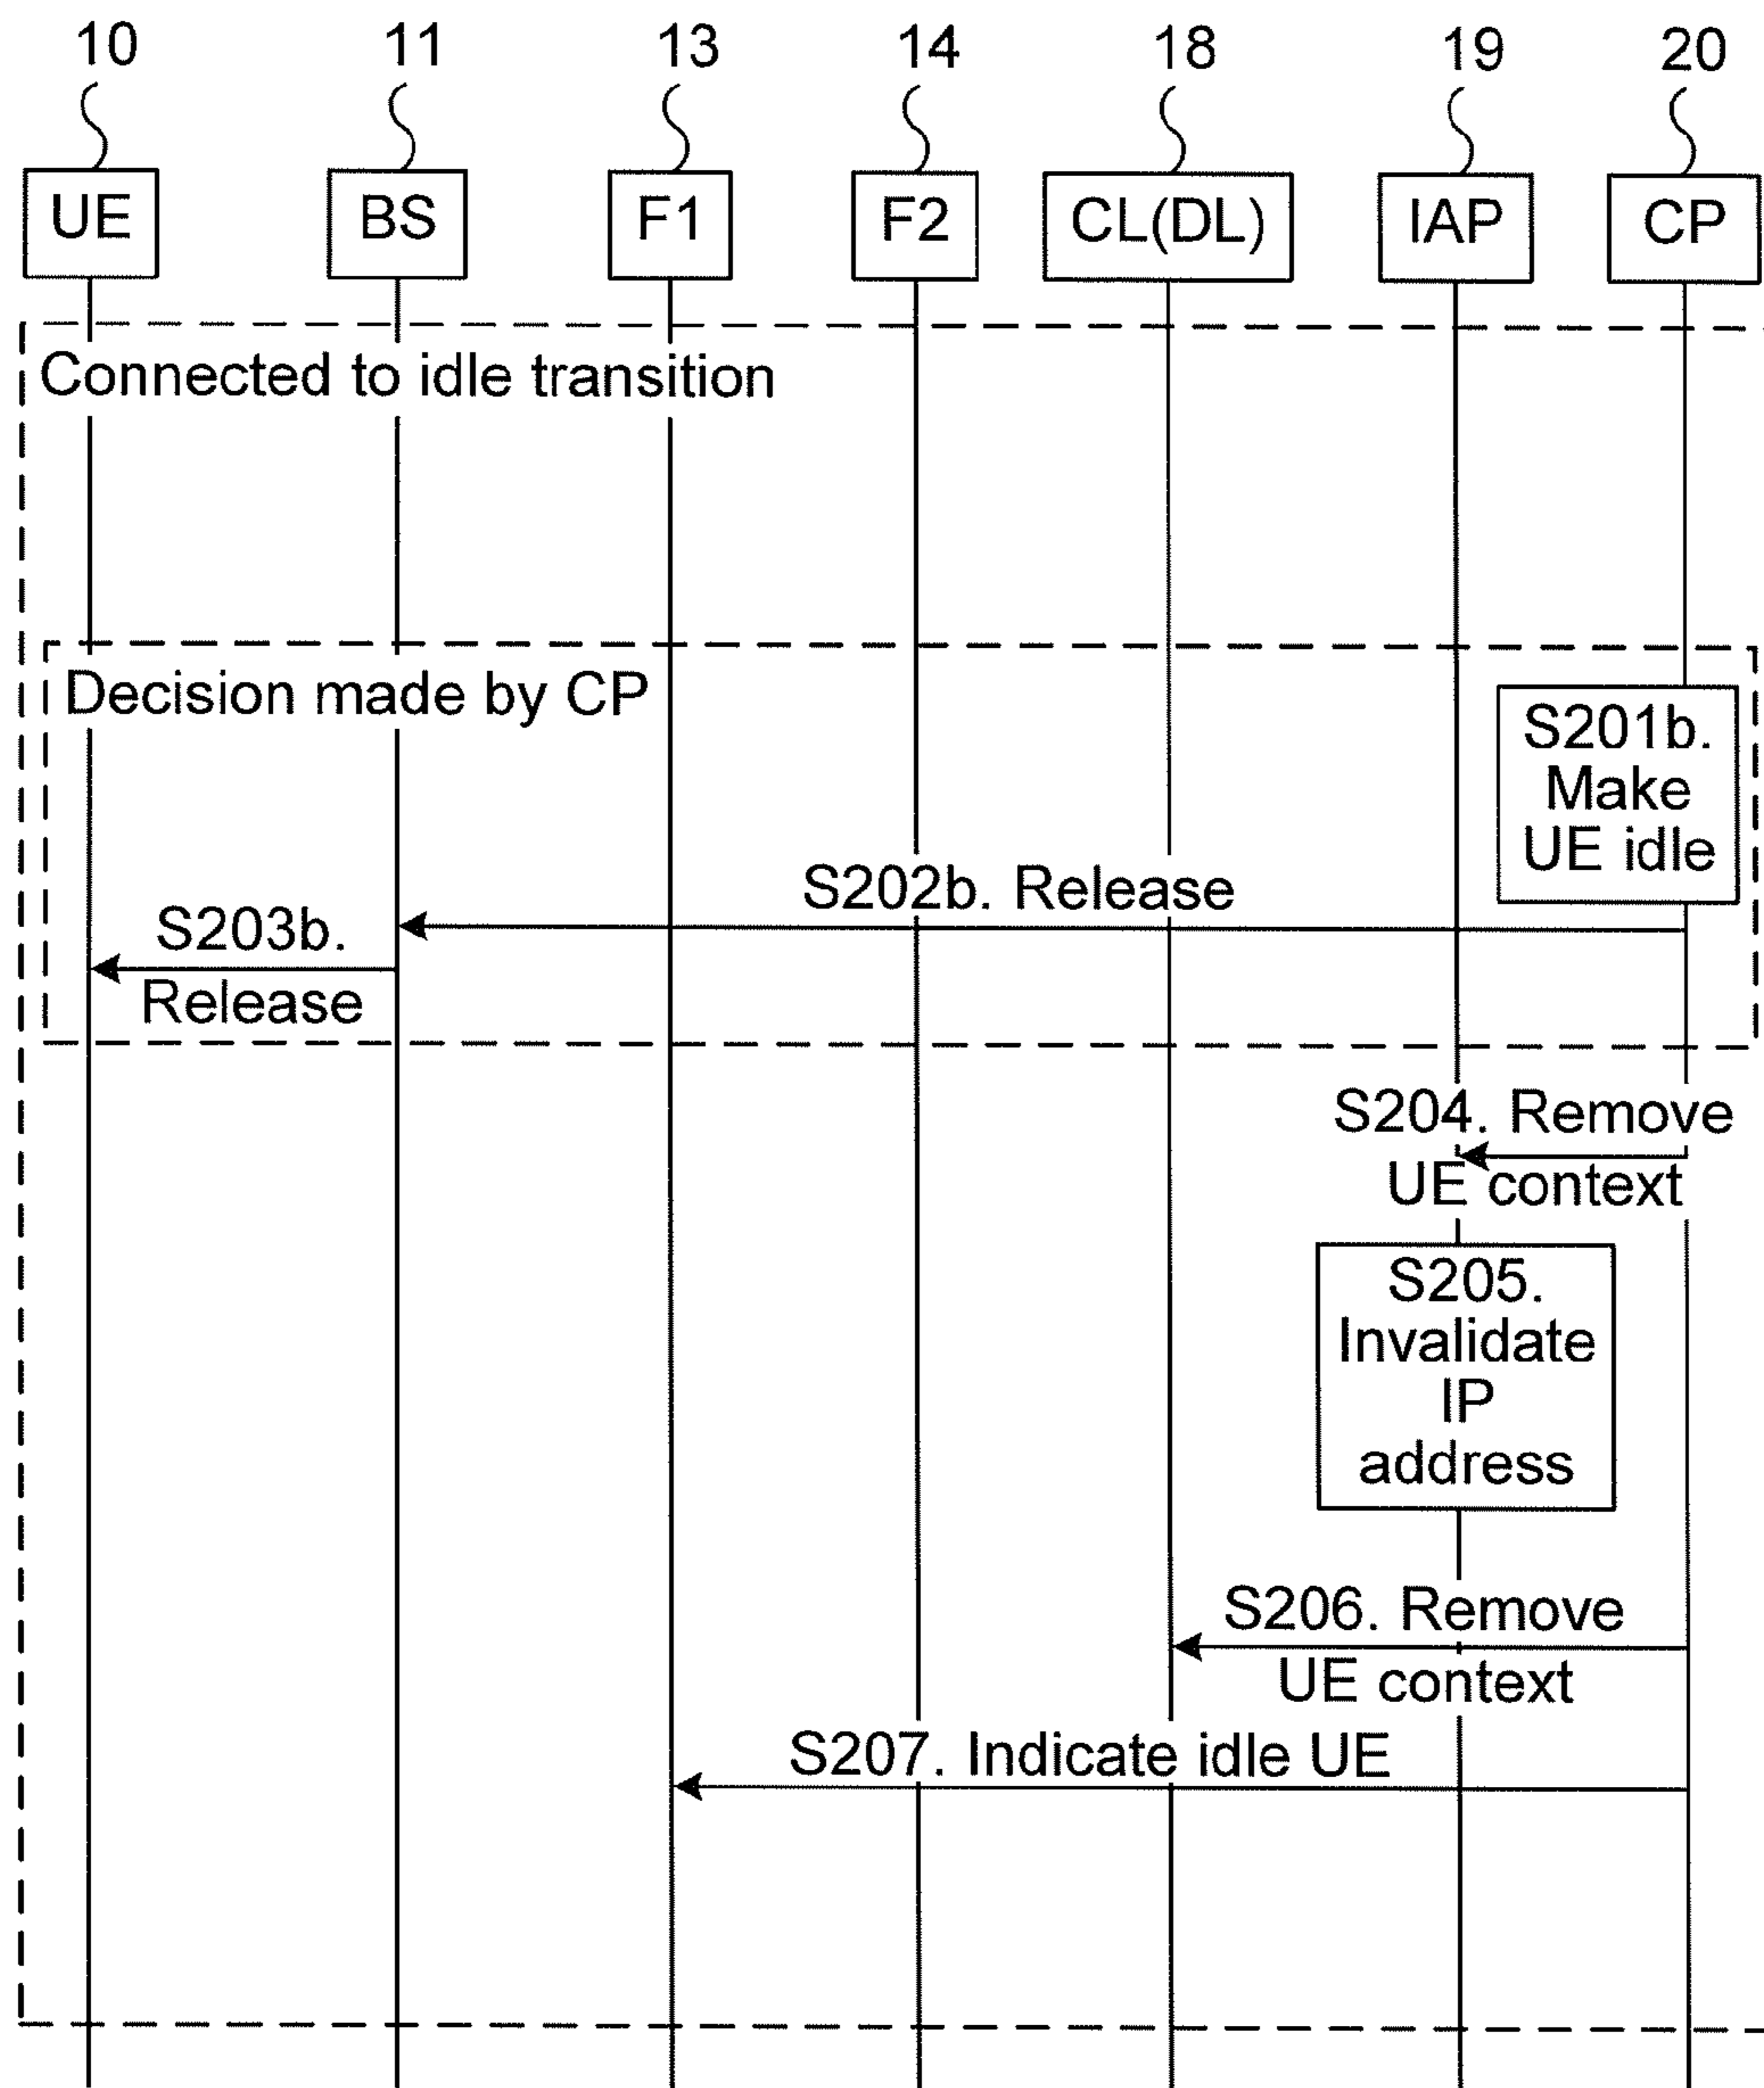 10 11 13 14 18 19 20
UE BS F1 F2 CL(DL) IAP CP
Connected to idle transition
Decision made by CP
S201b.
Make
UE idle
S202b. Release
S203b.
Release
S204. Remove
UE context
S205.
Invalidate
IP
address
S206. Remove
UE context
S207. Indicate idle UE